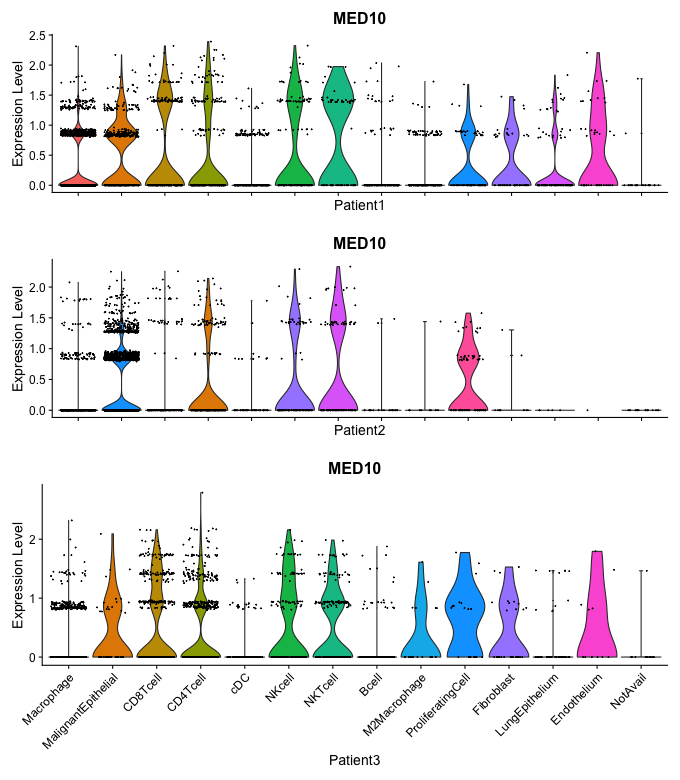 MED10
Expression Level
2.5
2.0
1.5
1.0
0.5
0.0
Patient1
MED10
Expression Level
2.0
1.5
1.0
0.5
0.0
Patient2
MED10
Expression Level
2
1
0
Macrophage
MalignantEpithelial
CD8Tcell
CD4Tcell
cDC
NKcell
NKTcell
Bcell
M2Macrophage
ProliferatingCell
Fibroblast
LungEpithelium
Endothelium
NotAvail
Patient3